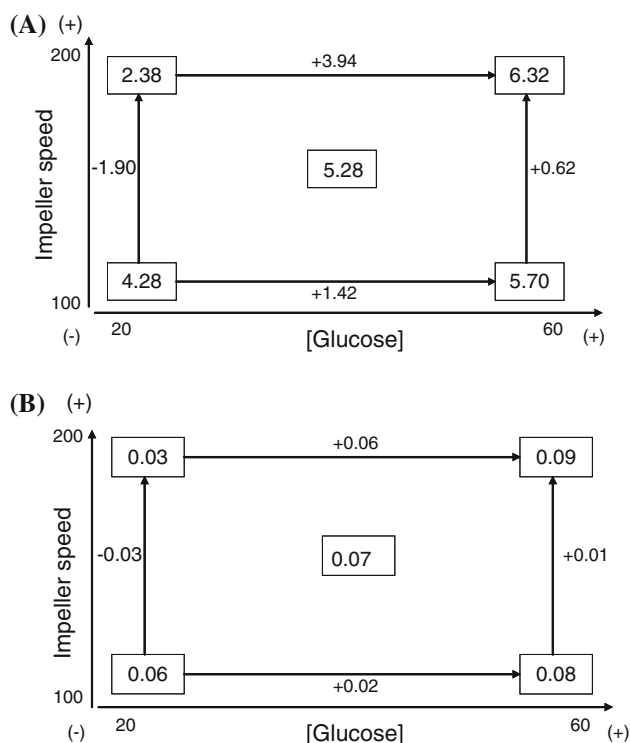 (A) (+)
200
2.38 +3.94 6.32
Impeller speed
-1.90 5.28 +0.62
4.28 +1.42 5.70
100
(-) 20 [Glucose] 60 (+)
(B) (+)
200
0.03 +0.06 0.09
Impeller speed
-0.03 0.07 +0.01
0.06 +0.02 0.08
100
(-) 20 [Glucose] 60 (+)